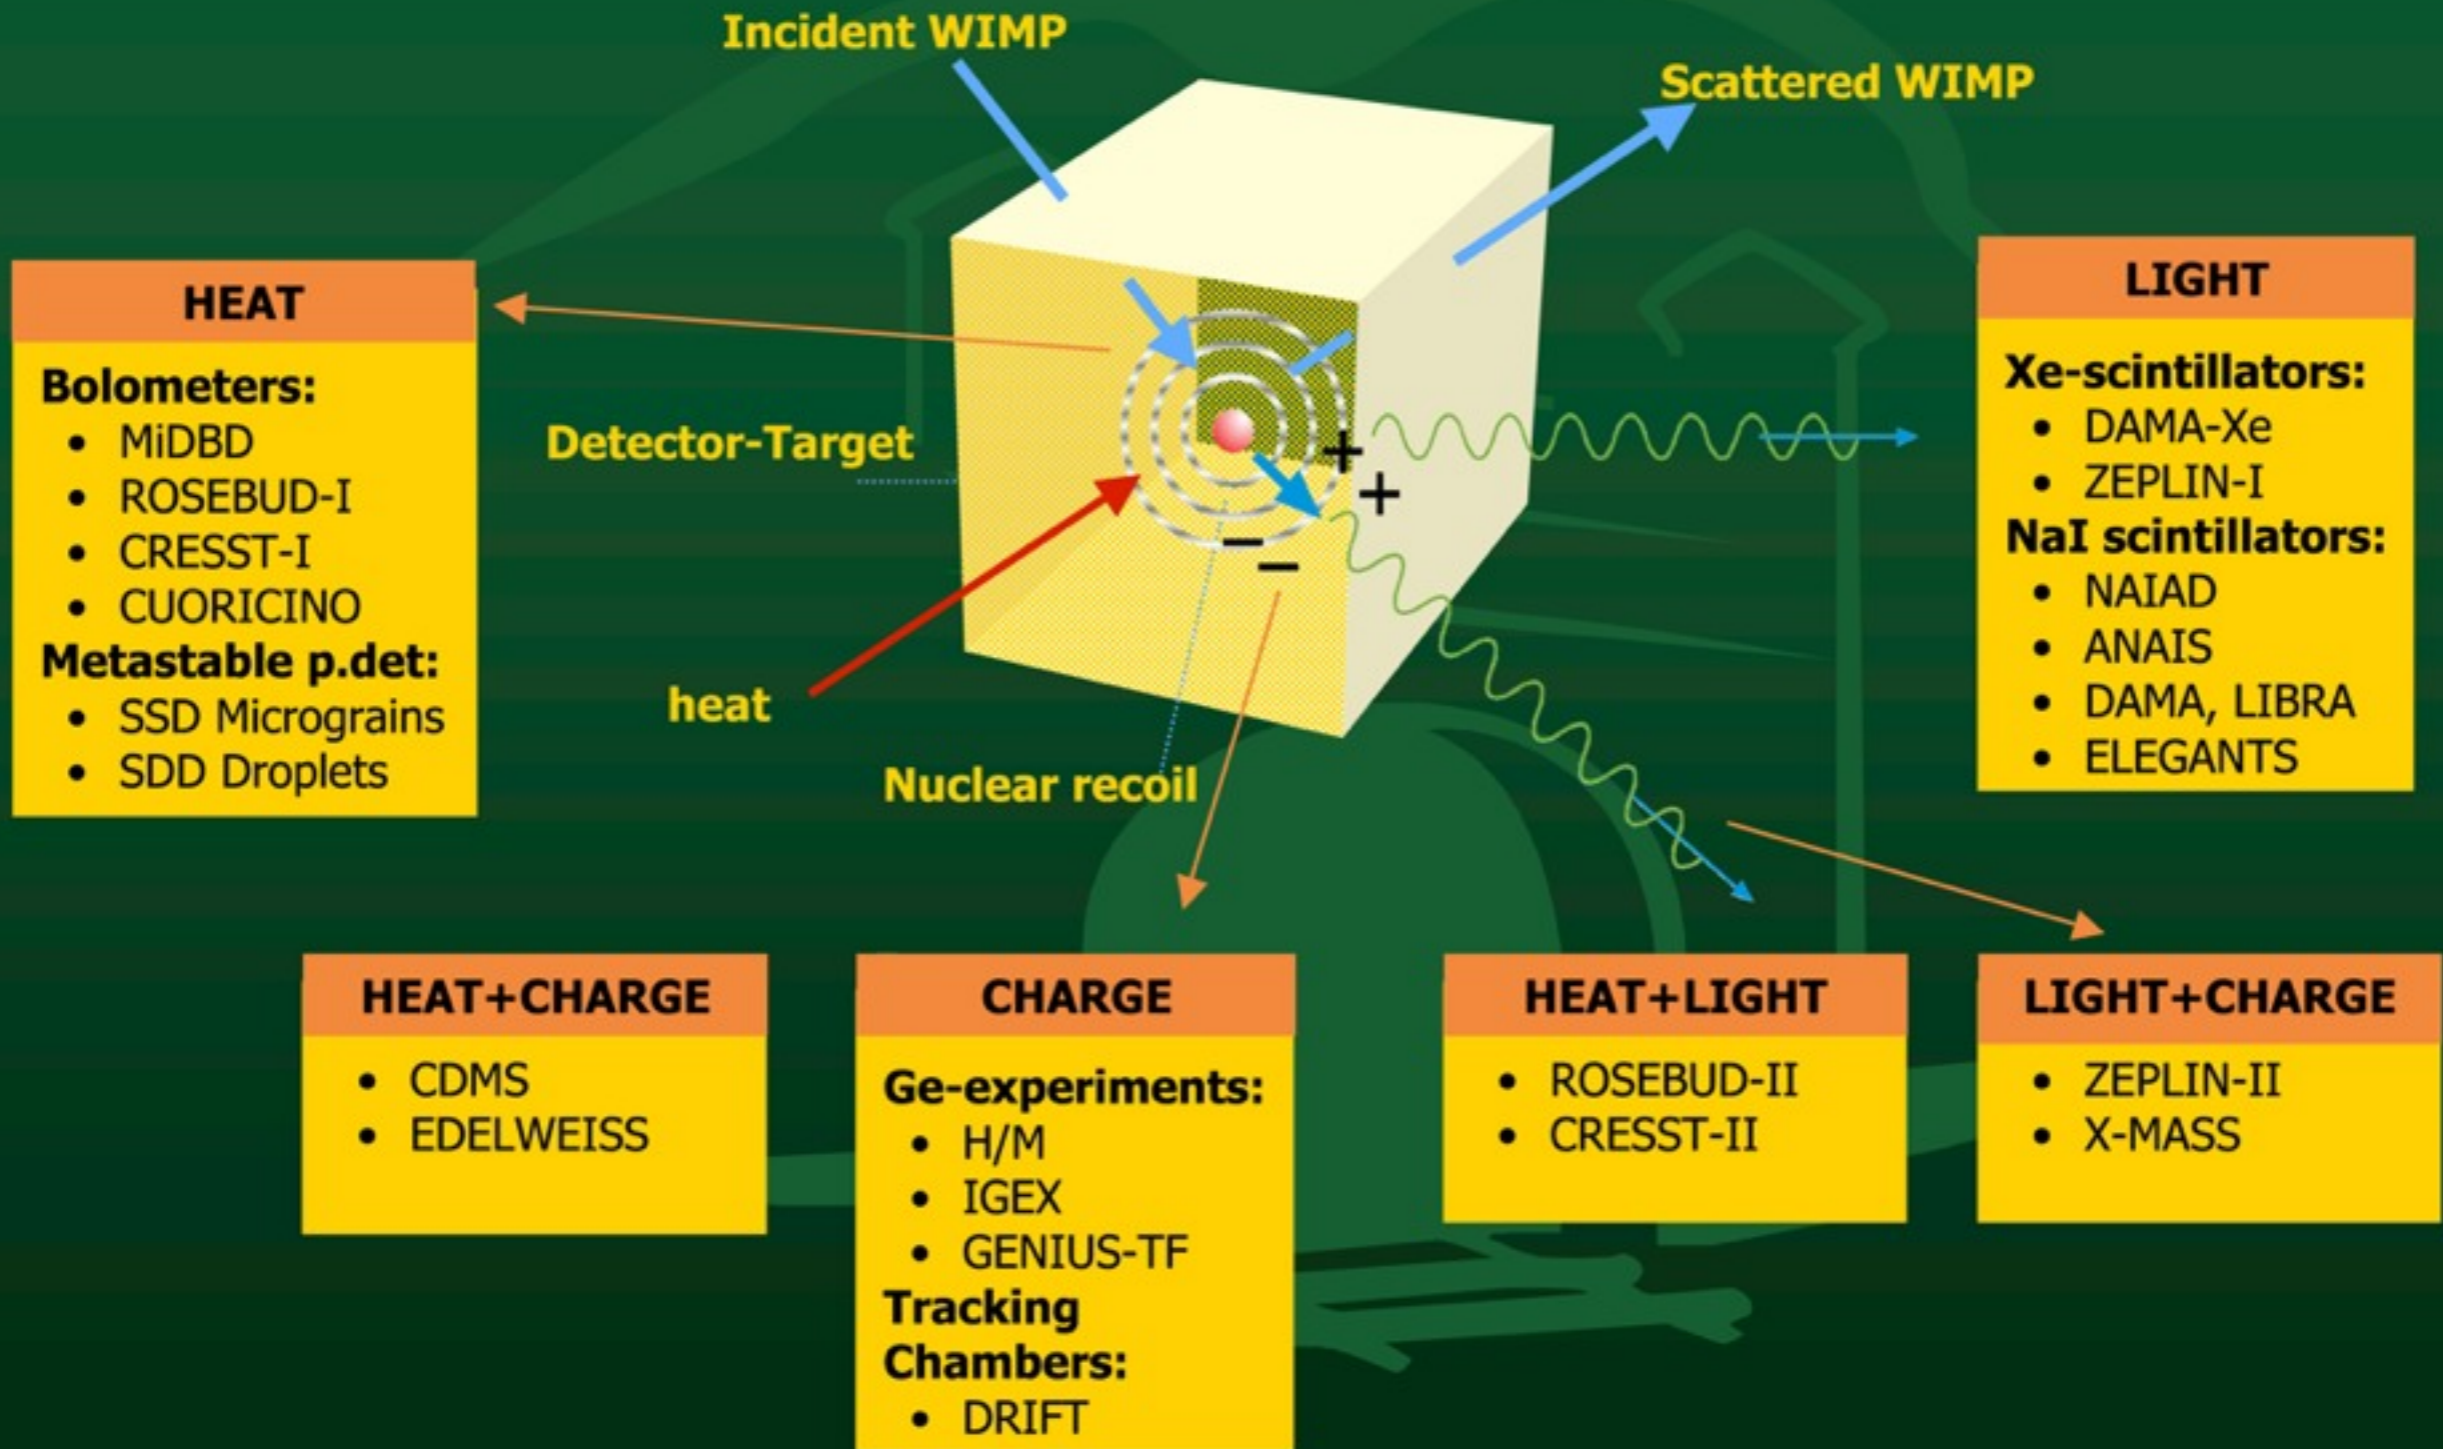 Incident WIMP
Scattered WIMP
HEAT
Bolometers:
• MiDBD
• ROSEBUD-I
• CRESST-I
• CUORICINO
Metastable p.det:
• SSD Micrograins
• SDD Droplets
Detector-Target
+
+
−
−
heat
Nuclear recoil
LIGHT
Xe-scintillators:
• DAMA-Xe
• ZEPLIN-I
NaI scintillators:
• NAIAD
• ANAIS
• DAMA, LIBRA
• ELEGANTS
HEAT+CHARGE
• CDMS
• EDELWEISS
CHARGE
Ge-experiments:
• H/M
• IGEX
• GENIUS-TF
Tracking
Chambers:
• DRIFT
HEAT+LIGHT
• ROSEBUD-II
• CRESST-II
LIGHT+CHARGE
• ZEPLIN-II
• X-MASS